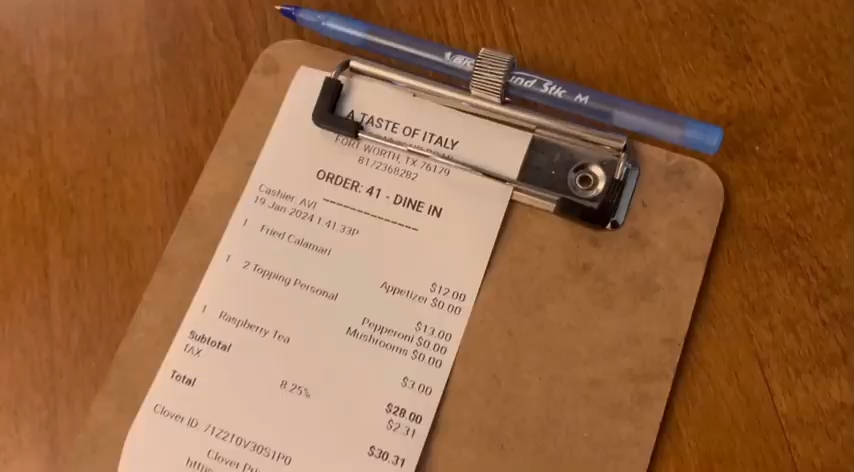 Stic M
A TASTE OF ITALY
FORT WORTH, TX 76179
8172368282
ORDER: 41 - DINE IN
Cashier: AVI
19 Jan 2024 1:41:33P
1 Fried Calamari
$12.00
Appetizer $0.00
1 2 Topping Personal
$13.00
Pepperoni $0.00
Mushrooms $0.00
1 Raspberry Tea
$3.00
Subtotal $28.00
TAX 8.25% $2.31
Total $30.31
Clover ID: 71Z210V30S1P0
Clover